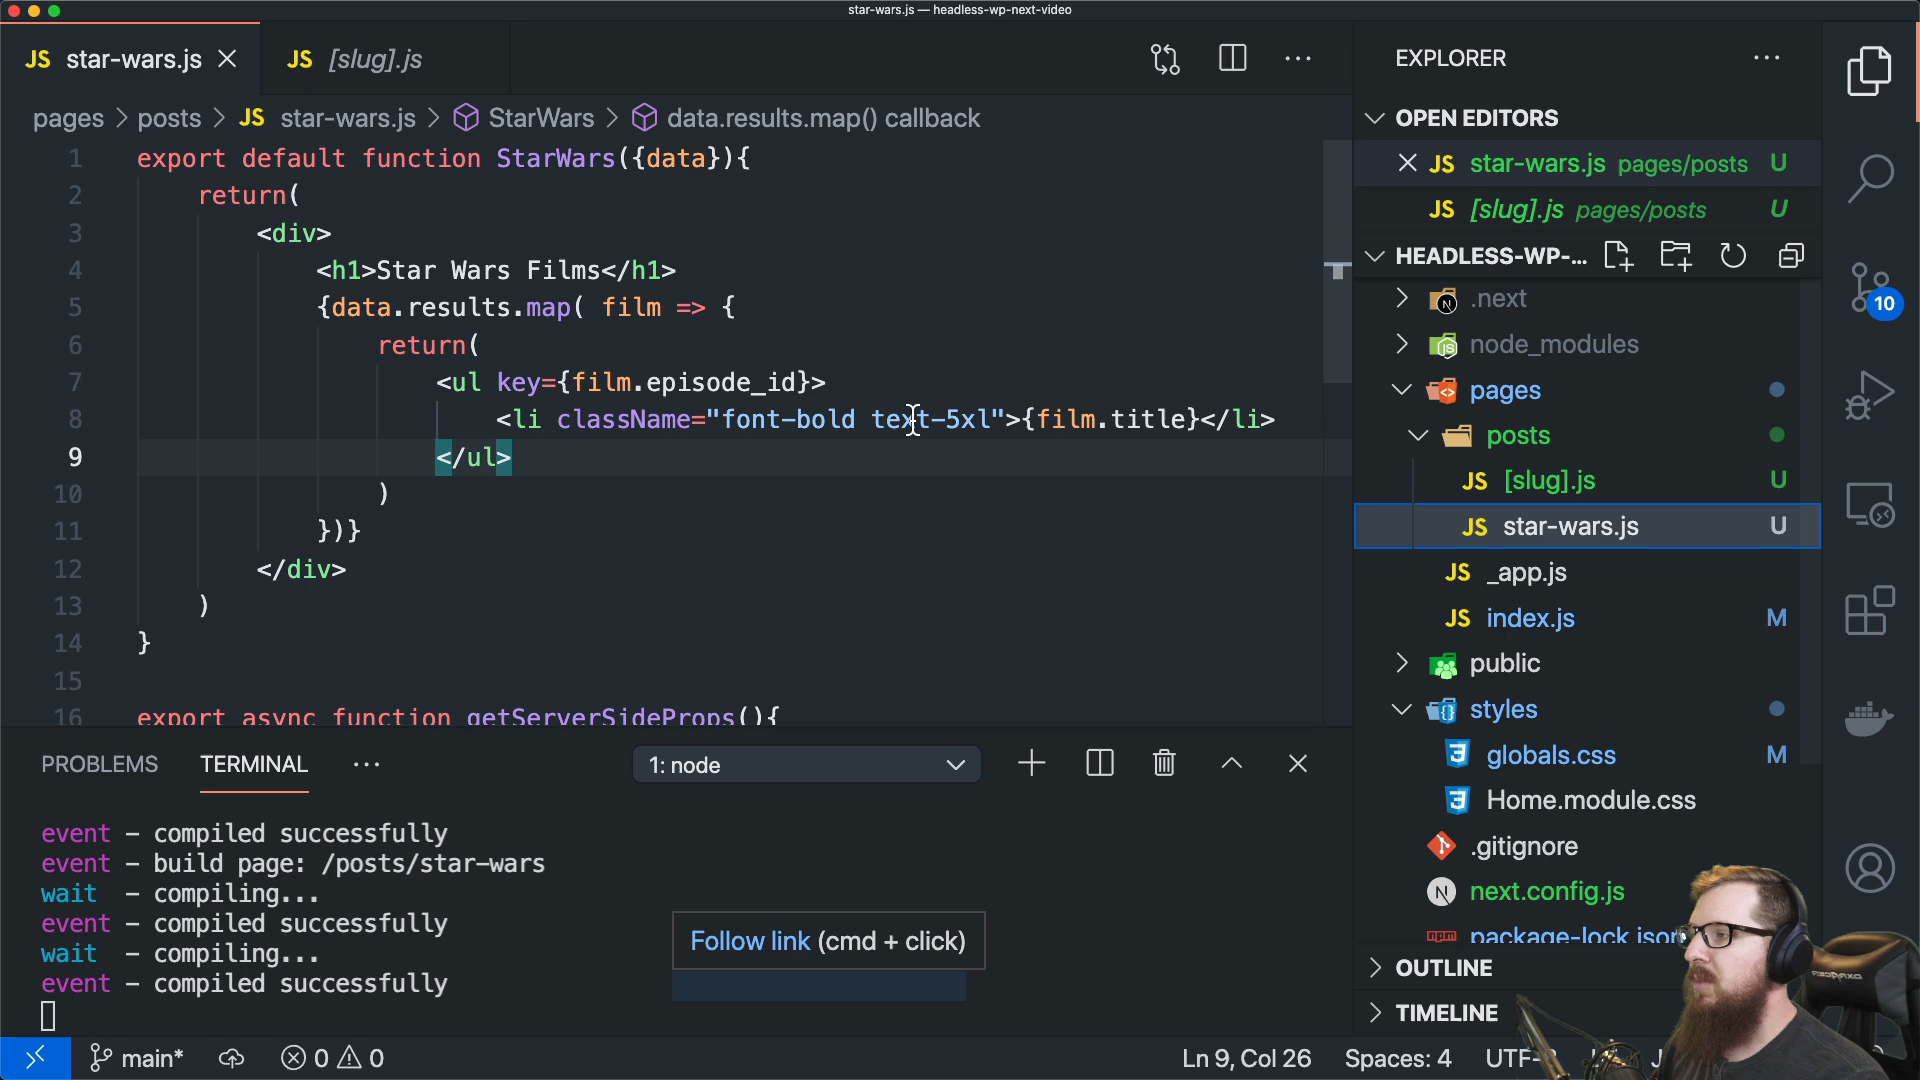 star-wars.js — headless-wp-next-video
JS star-wars.js
JS [slug].js
pages > posts > JS star-wars.js > StarWars > data.results.map() callback
1 export default function StarWars({data}){
2 return(
3 <div>
4 <h1>Star Wars Films</h1>
5 {data.results.map( film => {
6 return(
7 <ul key={film.episode_id}>
8 <li className="font-bold text-5xl">{film.title}</li>
9 </ul>
10 )
11 })}
12 </div>
13 )
14 }
15
16 export async function getServerSideProps(){
PROBLEMS TERMINAL ...
1: node
event - compiled successfully
event - build page: /posts/star-wars
wait - compiling...
event - compiled successfully
wait - compiling...
event - compiled successfully
Follow link (cmd + click)
EXPLORER
OPEN EDITORS
JS star-wars.js pages/posts U
JS [slug].js pages/posts U
HEADLESS-WP-...
.next
node_modules
pages
posts
JS [slug].js U
JS star-wars.js U
JS _app.js
JS index.js M
public
styles
globals.css M
Home.module.css
.gitignore
next.config.js
package-lock.json
OUTLINE
TIMELINE
10
main*
0 0
Ln 9, Col 26
Spaces: 4
DXRACER